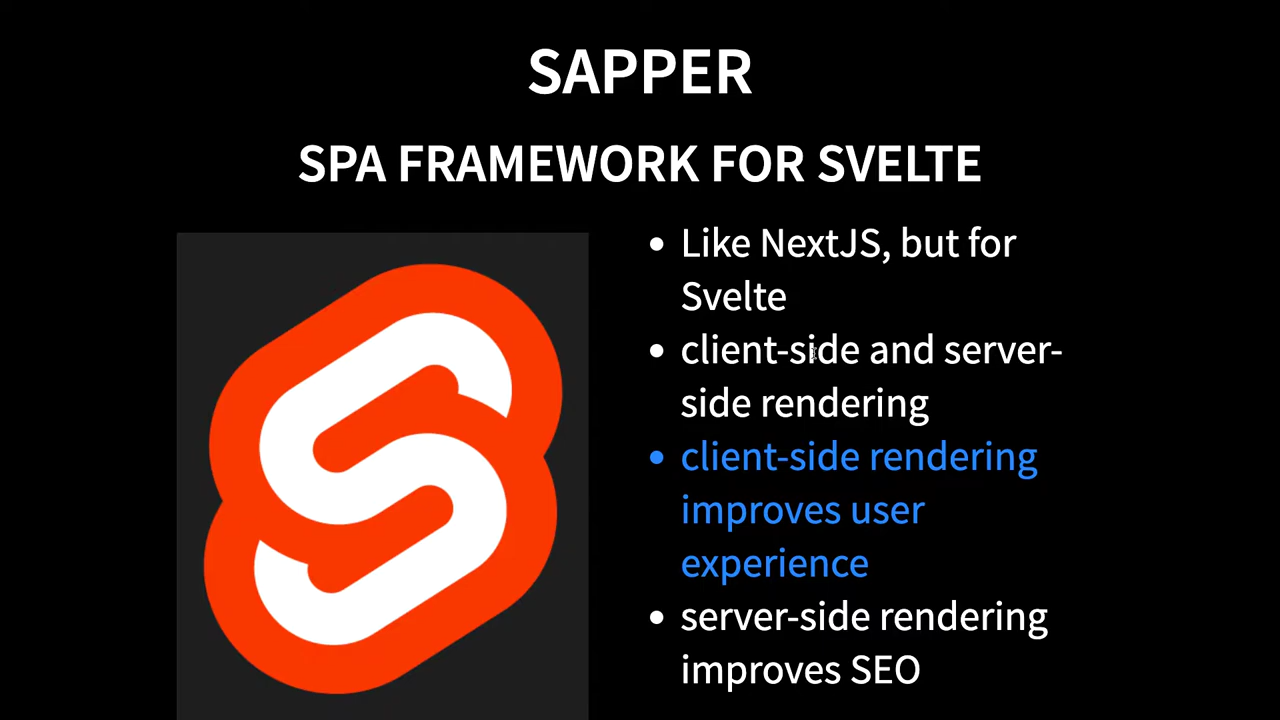 SAPPER
SPA FRAMEWORK FOR SVELTE
• Like NextJS, but for
Svelte
• client-side and server-
side rendering
• client-side rendering
improves user
experience
• server-side rendering
improves SEO